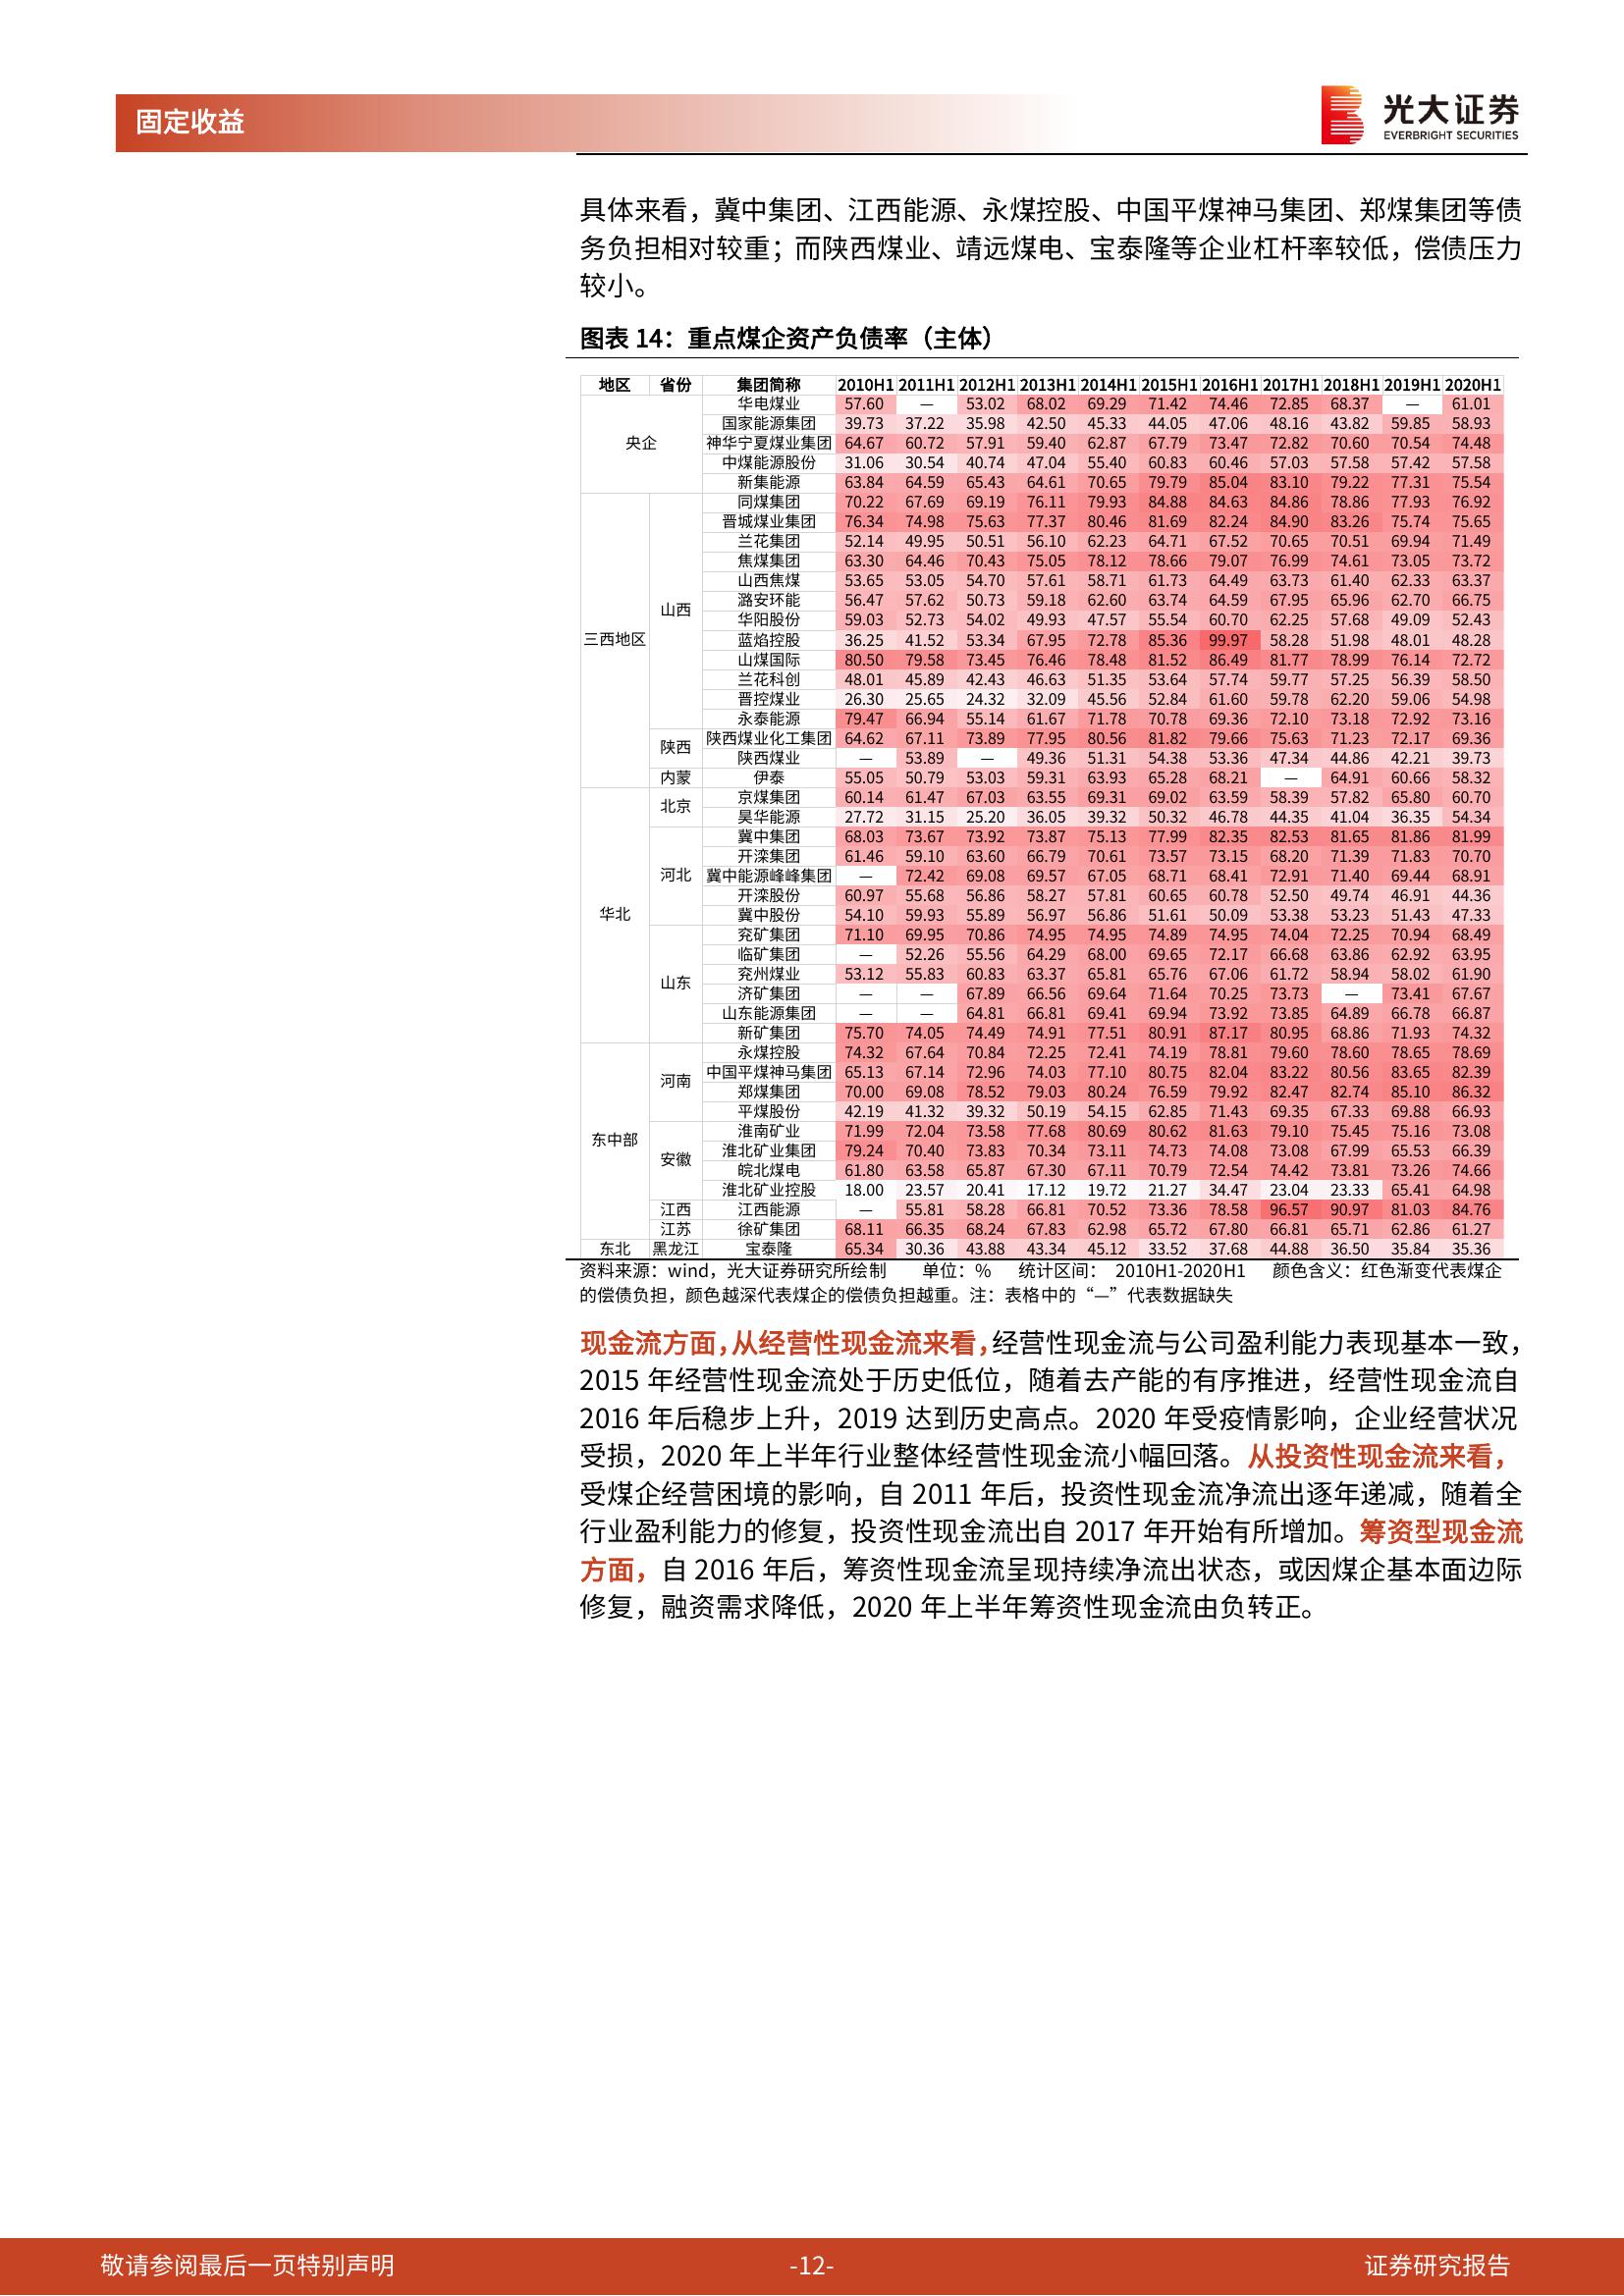 固定收益
光大证券
EVERBRIGHT SECURITIES
具体来看，冀中集团、江西能源、永煤控股、中国平煤神马集团、郑煤集团等债
务负担相对较重；而陕西煤业、靖远煤电、宝泰隆等企业杠杆率较低，偿债压力
较小。
图表 14：重点煤企资产负债率（主体）
地区 省份 集团简称 2010H1 2011H1 2012H1 2013H1 2014H1 2015H1 2016H1 2017H1 2018H1 2019H1 2020H1
华电煤业 57.60 — 53.02 68.02 69.29 71.42 74.46 72.85 68.37 — 61.01
国家能源集团 39.73 37.22 35.98 42.50 45.33 44.05 47.06 48.16 43.82 59.85 58.93
央企 神华宁夏煤业集团 64.67 60.72 57.91 59.40 62.87 67.79 73.47 72.82 70.60 70.54 74.48
中煤能源股份 31.06 30.54 40.74 47.04 55.40 60.83 60.46 57.03 57.58 57.42 57.58
新集能源 63.84 64.59 65.43 64.61 70.65 79.79 85.04 83.10 79.22 77.31 75.54
同煤集团 70.22 67.69 69.19 76.11 79.93 84.88 84.63 84.86 78.86 77.93 76.92
晋城煤业集团 76.34 74.98 75.63 77.37 80.46 81.69 82.24 84.90 83.26 75.74 75.65
兰花集团 52.14 49.95 50.51 56.10 62.23 64.71 67.52 70.65 70.51 69.94 71.49
焦煤集团 63.30 64.46 70.43 75.05 78.12 78.66 79.07 76.99 74.61 73.05 73.72
山西焦煤 53.65 53.05 54.70 57.61 58.71 61.73 64.49 63.73 61.40 62.33 63.37
山西 潞安环能 56.47 57.62 50.73 59.18 62.60 63.74 64.59 67.95 65.96 62.70 66.75
华阳股份 59.03 52.73 54.02 49.93 47.57 55.54 60.70 62.25 57.68 49.09 52.43
三西地区 蓝焰控股 36.25 41.52 53.34 67.95 72.78 85.36 99.97 58.28 51.98 48.01 48.28
山煤国际 80.50 79.58 73.45 76.46 78.48 81.52 86.49 81.77 78.99 76.14 72.72
兰花科创 48.01 45.89 42.43 46.63 51.35 53.64 57.74 59.77 57.25 56.39 58.50
晋控煤业 26.30 25.65 24.32 32.09 45.56 52.84 61.60 59.78 62.20 59.06 54.98
永泰能源 79.47 66.94 55.14 61.67 71.78 70.78 69.36 72.10 73.18 72.92 73.16
陕西 陕西煤业化工集团 64.62 67.11 73.89 77.95 80.56 81.82 79.66 75.63 71.23 72.17 69.36
陕西煤业 — 53.89 — 49.36 51.31 54.38 53.36 47.34 44.86 42.21 39.73
内蒙 伊泰 55.05 50.79 53.03 59.31 63.93 65.28 68.21 — 64.91 60.66 58.32
北京 京煤集团 60.14 61.47 67.03 63.55 69.31 69.02 63.59 58.39 57.82 65.80 60.70
昊华能源 27.72 31.15 25.20 36.05 39.32 50.32 46.78 44.35 41.04 36.35 54.34
冀中集团 68.03 73.67 73.92 73.87 75.13 77.99 82.35 82.53 81.65 81.86 81.99
开滦集团 61.46 59.10 63.60 66.79 70.61 73.57 73.15 68.20 71.39 71.83 70.70
河北 冀中能源峰峰集团 — 72.42 69.08 69.57 67.05 68.71 68.41 72.91 71.40 69.44 68.91
开滦股份 60.97 55.68 56.86 58.27 57.81 60.65 60.78 52.50 49.74 46.91 44.36
华北 冀中股份 54.10 59.93 55.89 56.97 56.86 51.61 50.09 53.38 53.23 51.43 47.33
兖矿集团 71.10 69.95 70.86 74.95 74.95 74.89 74.95 74.04 72.25 70.94 68.49
临矿集团 — 52.26 55.56 64.29 68.00 69.65 72.17 66.68 63.86 62.92 63.95
兖州煤业 53.12 55.83 60.83 63.37 65.81 65.76 67.06 61.72 58.94 58.02 61.90
山东 济矿集团 — — 67.89 66.56 69.64 71.64 70.25 73.73 — 73.41 67.67
山东能源集团 — — 64.81 66.81 69.41 69.94 73.92 73.85 64.89 66.78 66.87
新矿集团 75.70 74.05 74.49 74.91 77.51 80.91 87.17 80.95 68.86 71.93 74.32
永煤控股 74.32 67.64 70.84 72.25 72.41 74.19 78.81 79.60 78.60 78.65 78.69
河南 中国平煤神马集团 65.13 67.14 72.96 74.03 77.10 80.75 82.04 83.22 80.56 83.65 82.39
郑煤集团 70.00 69.08 78.52 79.03 80.24 76.59 79.92 82.47 82.74 85.10 86.32
平煤股份 42.19 41.32 39.32 50.19 54.15 62.85 71.43 69.35 67.33 69.88 66.93
东中部 淮南矿业 71.99 72.04 73.58 77.68 80.69 80.62 81.63 79.10 75.45 75.16 73.08
安徽 淮北矿业集团 79.24 70.40 73.83 70.34 73.11 74.73 74.08 73.08 67.99 65.53 66.39
皖北煤电 61.80 63.58 65.87 67.30 67.11 70.79 72.54 74.42 73.81 73.26 74.66
淮北矿业控股 18.00 23.57 20.41 17.12 19.72 21.27 34.47 23.04 23.33 65.41 64.98
江西 江西能源 — 55.81 58.28 66.81 70.52 73.36 78.58 96.57 90.97 81.03 84.76
江苏 徐矿集团 68.11 66.35 68.24 67.83 62.98 65.72 67.80 66.81 65.71 62.86 61.27
东北 黑龙江 宝泰隆 65.34 30.36 43.88 43.34 45.12 33.52 37.68 44.88 36.50 35.84 35.36
资料来源：wind，光大证券研究所绘制 单位：% 统计区间： 2010H1-2020H1 颜色含义：红色渐变代表煤企
的偿债负担，颜色越深代表煤企的偿债负担越重。注：表格中的“—”代表数据缺失
现金流方面，从经营性现金流来看，经营性现金流与公司盈利能力表现基本一致，
2015 年经营性现金流处于历史低位，随着去产能的有序推进，经营性现金流自
2016 年后稳步上升，2019 达到历史高点。2020 年受疫情影响，企业经营状况
受损，2020 年上半年行业整体经营性现金流小幅回落。从投资性现金流来看，
受煤企经营困境的影响，自 2011 年后，投资性现金流净流出逐年递减，随着全
行业盈利能力的修复，投资性现金流出自 2017 年开始有所增加。筹资型现金流
方面，自 2016 年后，筹资性现金流呈现持续净流出状态，或因煤企基本面边际
修复，融资需求降低，2020 年上半年筹资性现金流由负转正。
敬请参阅最后一页特别声明 -12- 证券研究报告